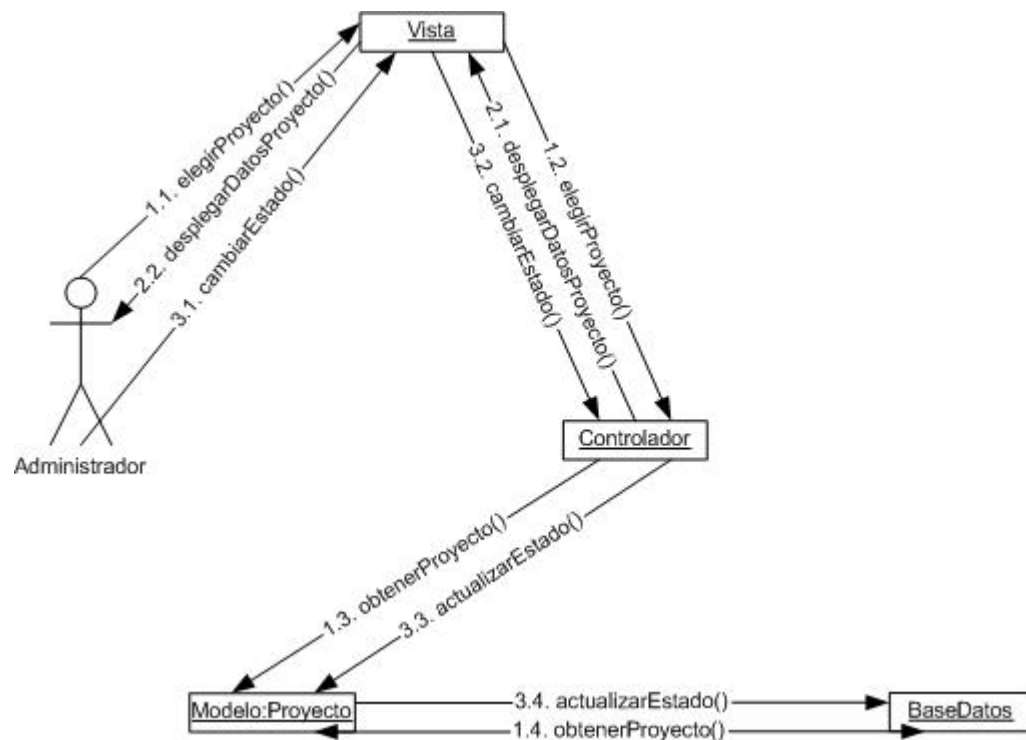 Vista
1.1. elegirProyecto()
2.2. desplegarDatosProyecto()
3.1. cambiarEstado()
3.2. cambiarEstado()
2.1. desplegarDatosProyecto()
1.2. elegirProyecto()
Administrador
Controlador
1.3. obtenerProyecto()
3.3. actualizarEstado()
Modelo:Proyecto
3.4. actualizarEstado()
BaseDatos
1.4. obtenerProyecto()